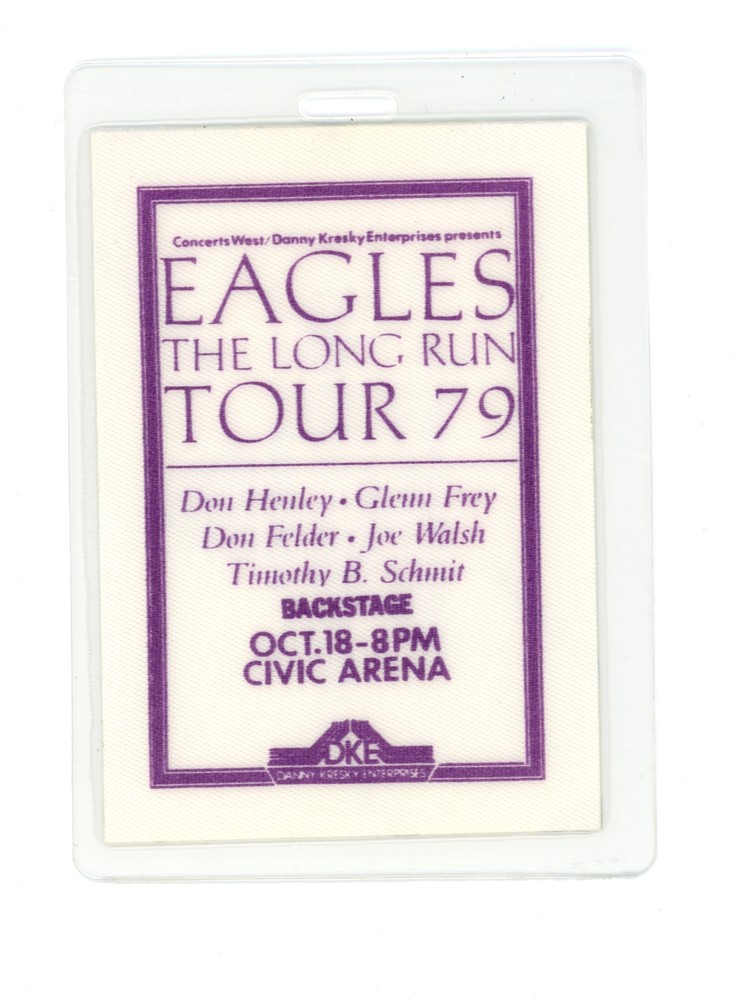 Concerts West/Danny Kresky Enterprises presents
EAGLES
THE LONG RUN
TOUR 79
Don Henley • Glenn Frey
Don Felder • Joe Walsh
Timothy B. Schmit
BACKSTAGE
OCT.18-8PM
CIVIC ARENA
DKE
DANNY KRESKY ENTERPRISES